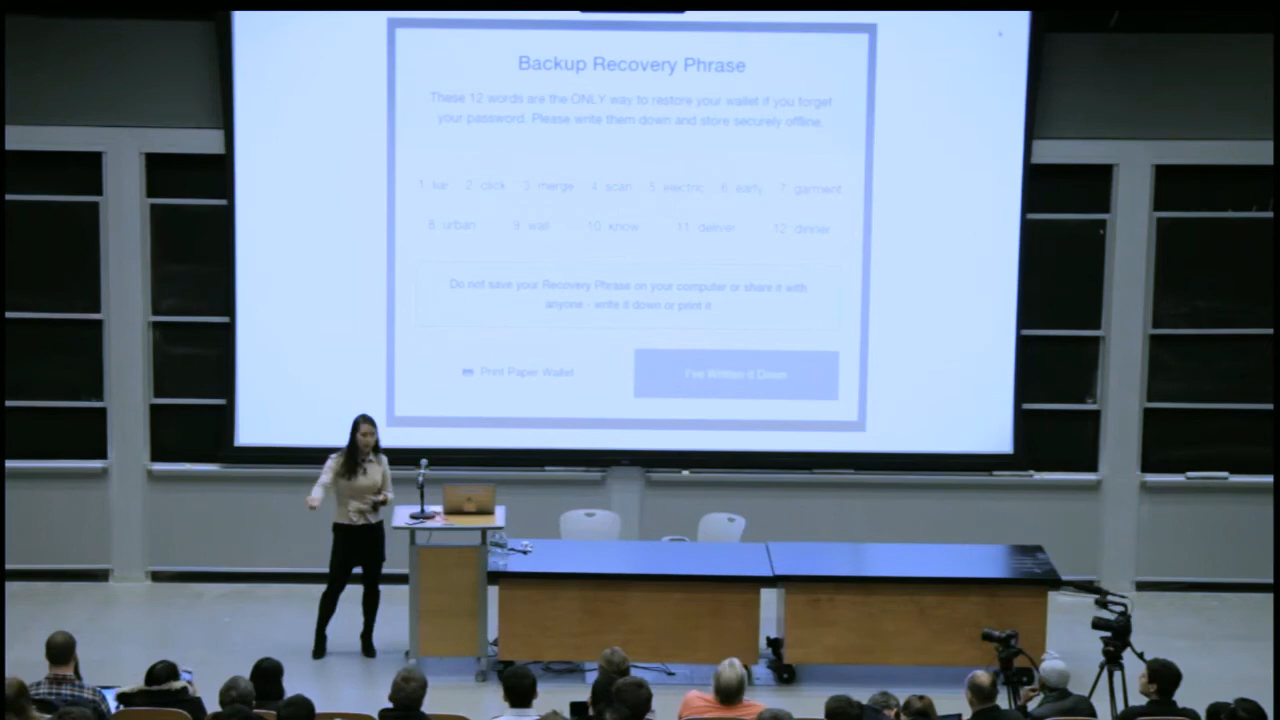 Backup Recovery Phrase
These 12 words are the ONLY way to restore your wallet if you forget
your password. Please write them down and store securely offline.
1. liar 2. click 3. merge 4. scan 5. electric 6. early 7. garment
8. urban 9. wall 10. know 11. deliver 12. dinner
Do not save your Recovery Phrase on your computer or share it with
anyone - write it down or print it
Print Paper Wallet
I've Written It Down